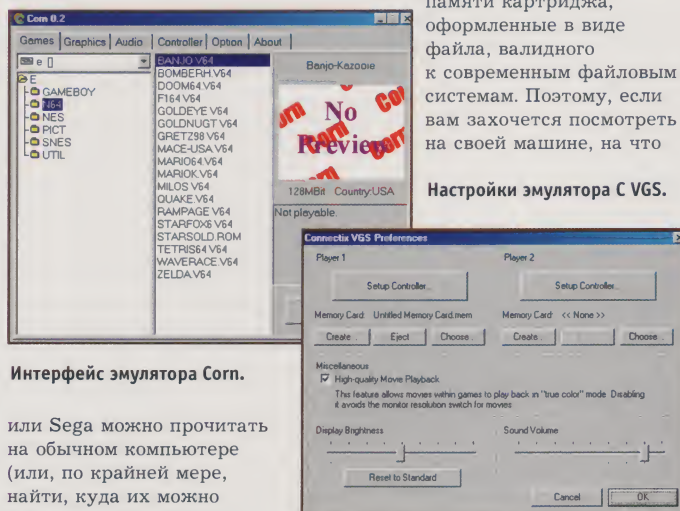 Corn 0.2
Games Graphics Audio Controller Option About
e []
E
GAMEBOY
N64
NES
PICT
SNES
UTIL
BANJO.V64
BOMBERH.V64
DOOM64.V64
F164.V64
GOLDEYE.V64
GOLDNUGT.V64
GRETZ98.V64
MACE-USA.V64
MARIO64.V64
MARIOK.V64
MILOS.V64
QUAKE.V64
RAMPAGE.V64
STARFOX6.V64
STARSOLD.ROM
TETRIS64.V64
WAVERACE.V64
ZELDA.V64
Banjo-Kazooie
Corn
No
Preview
128MBit Country:USA
Not playable.
Интерфейс эмулятора Corn.
или Sega можно прочитать
на обычном компьютере
(или, по крайней мере,
найти, куда их можно
памяти картриджа,
оформленные в виде
файла, валидного
к современным файловым
системам. Поэтому, если
вам захочется посмотреть
на своей машине, на что
Настройки эмулятора C VGS.
Connectix VGS Preferences
Player 1
Player 2
Setup Controller...
Setup Controller...
Memory Card: Untitled Memory Card.mem
Memory Card: << None >>
Create... Eject Choose...
Create... Choose...
Miscellaneous
High-quality Movie Playback
This feature allows movies within games to play back in "true color" mode. Disabling
it avoids the monitor resolution switch for movies.
Display Brightness
Sound Volume
Reset to Standard
Cancel OK